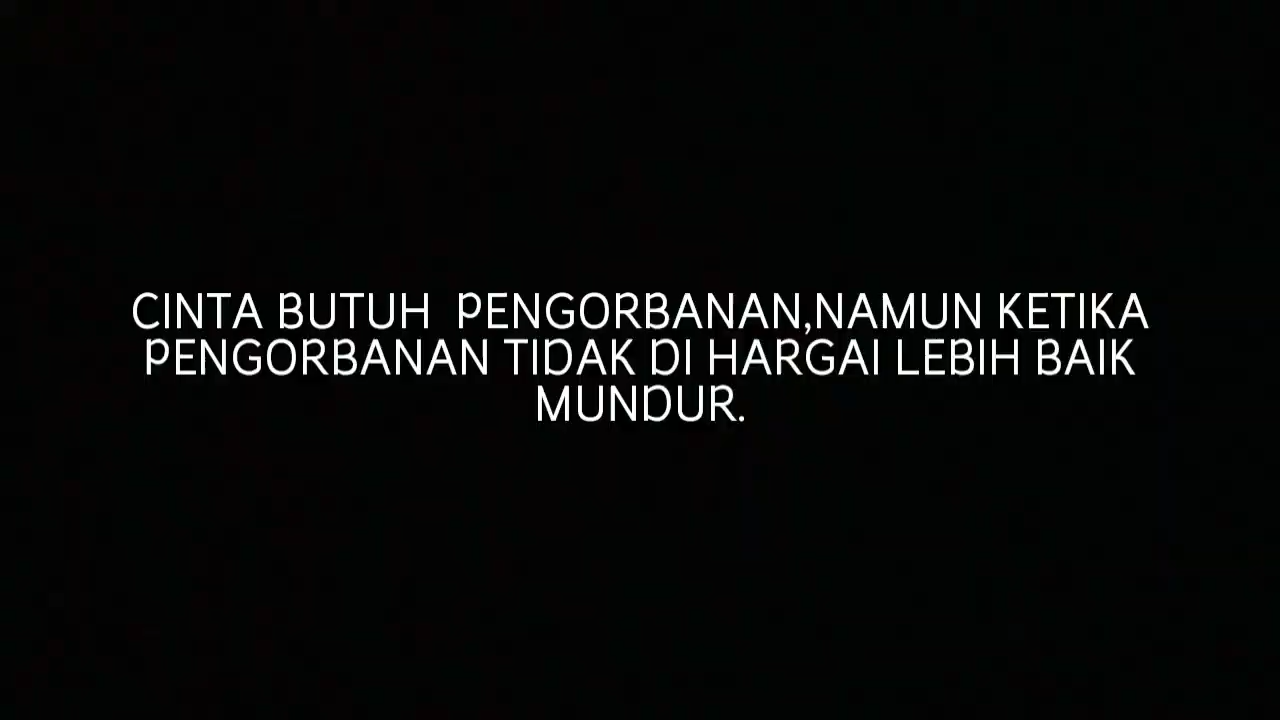 CINTA BUTUH  PENGORBANAN,NAMUN KETIKA
PENGORBANAN TIDAK DI HARGAI LEBIH BAIK
MUNDUR.